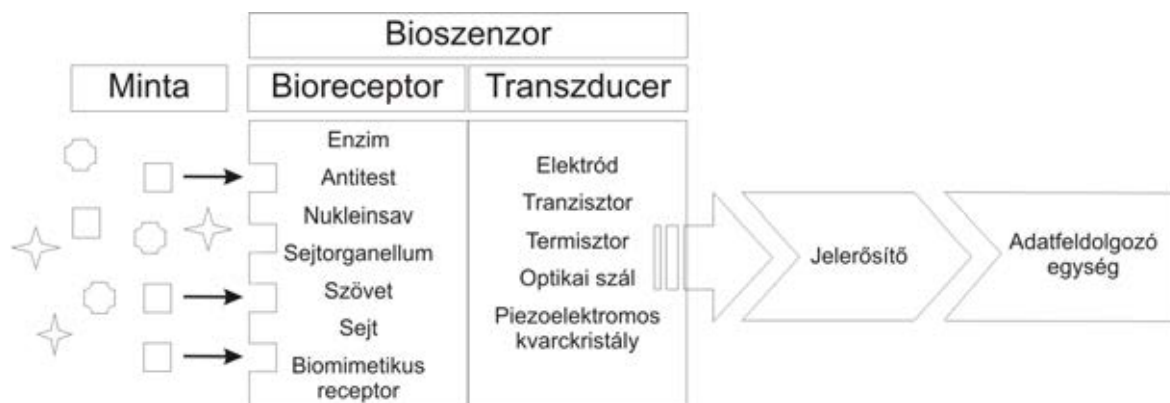 Bioszenzor
Minta
Bioreceptor
Transzducer
Enzim
Antitest
Nukleinsav
Sejtorganellum
Szövet
Sejt
Biomimetikus
receptor
Elektród
Tranzisztor
Termisztor
Optikai szál
Piezoelektromos
kvarckristály
Jelerősítő
Adatfeldolgozó
egység